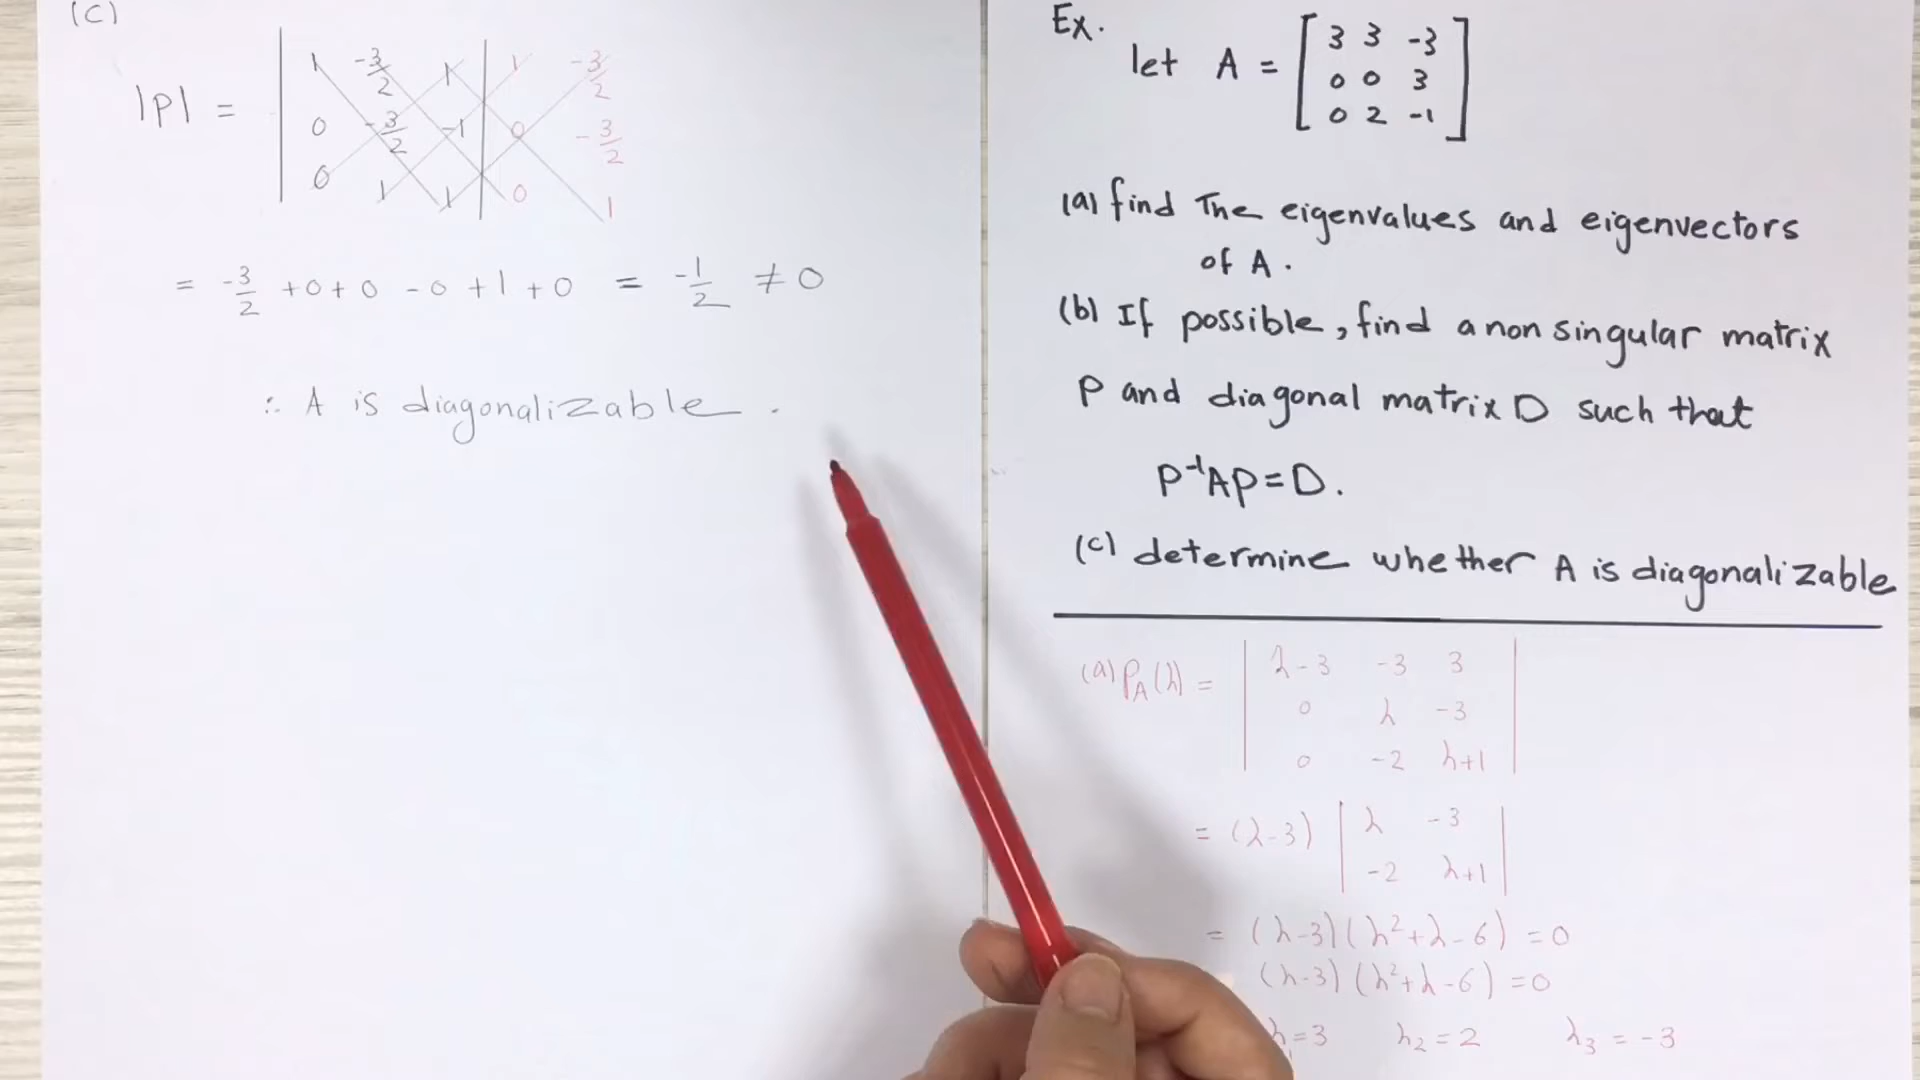 (C)
|P| = | 1 -3/2 1 | 1 -3/2
0 -3/2 -1 | 0 -3/2
0 1 1 | 0 1
= -3/2 +0+0 -0 +1 +0 = -1/2 ≠ 0
∴ A is diagonalizable.
Ex.
let A = [ 3 3 -3
0 0 3
0 2 -1 ]
(a) find The eigenvalues and eigenvectors
of A.
(b) If possible, find a non singular matrix
P and diagonal matrix D such that
P⁻¹AP = D.
(c) determine whether A is diagonalizable
(a) P_A(λ) = | λ-3 -3 3 |
| 0 λ -3 |
| 0 -2 λ+1 |
= (λ-3) | λ -3 |
| -2 λ+1 |
= (λ-3)(λ²+λ-6) = 0
(λ-3)(λ²+λ-6) = 0
λ₁=3 λ₂=2 λ₃=-3